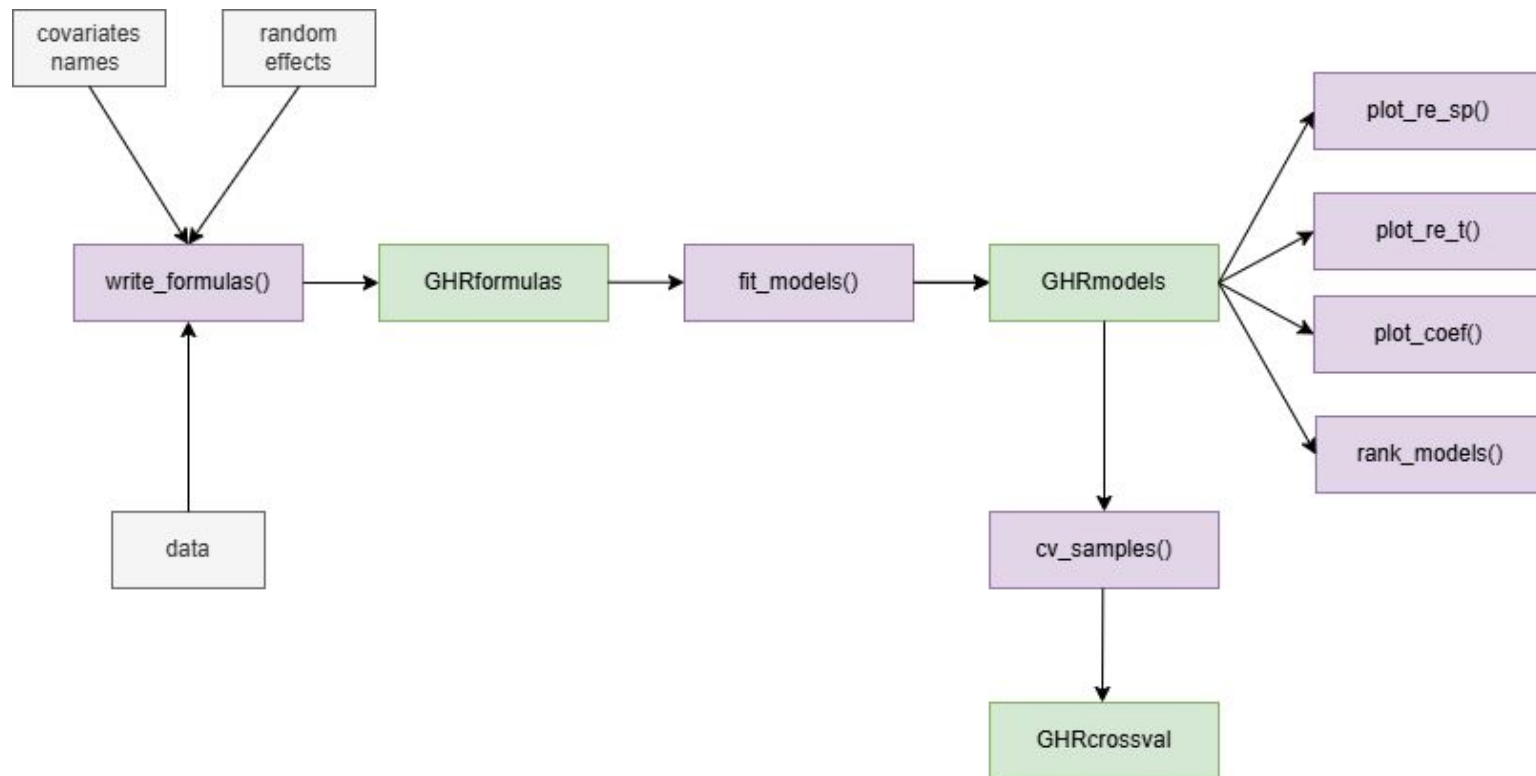 covariates
names
random
effects
plot_re_sp()
plot_re_t()
write_formulas()
GHRformulas
fit_models()
GHRmodels
plot_coef()
rank_models()
data
cv_samples()
GHRcrossval